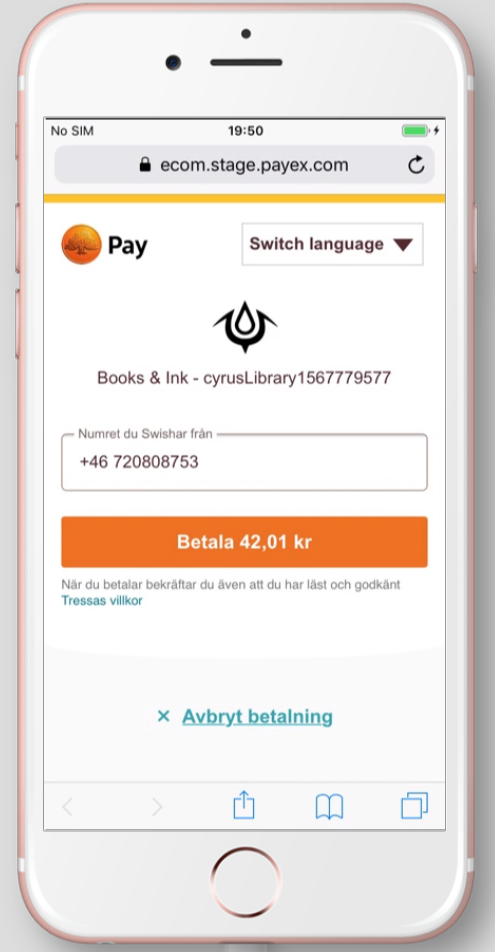 No SIM 19:50
ecom.stage.payex.com
Pay Switch language
Books & Ink - cyrusLibrary1567779577
Numret du Swishar från
+46 720808753
Betala 42,01 kr
När du betalar bekräftar du även att du har läst och godkänt
Tressas villkor
× Avbryt betalning